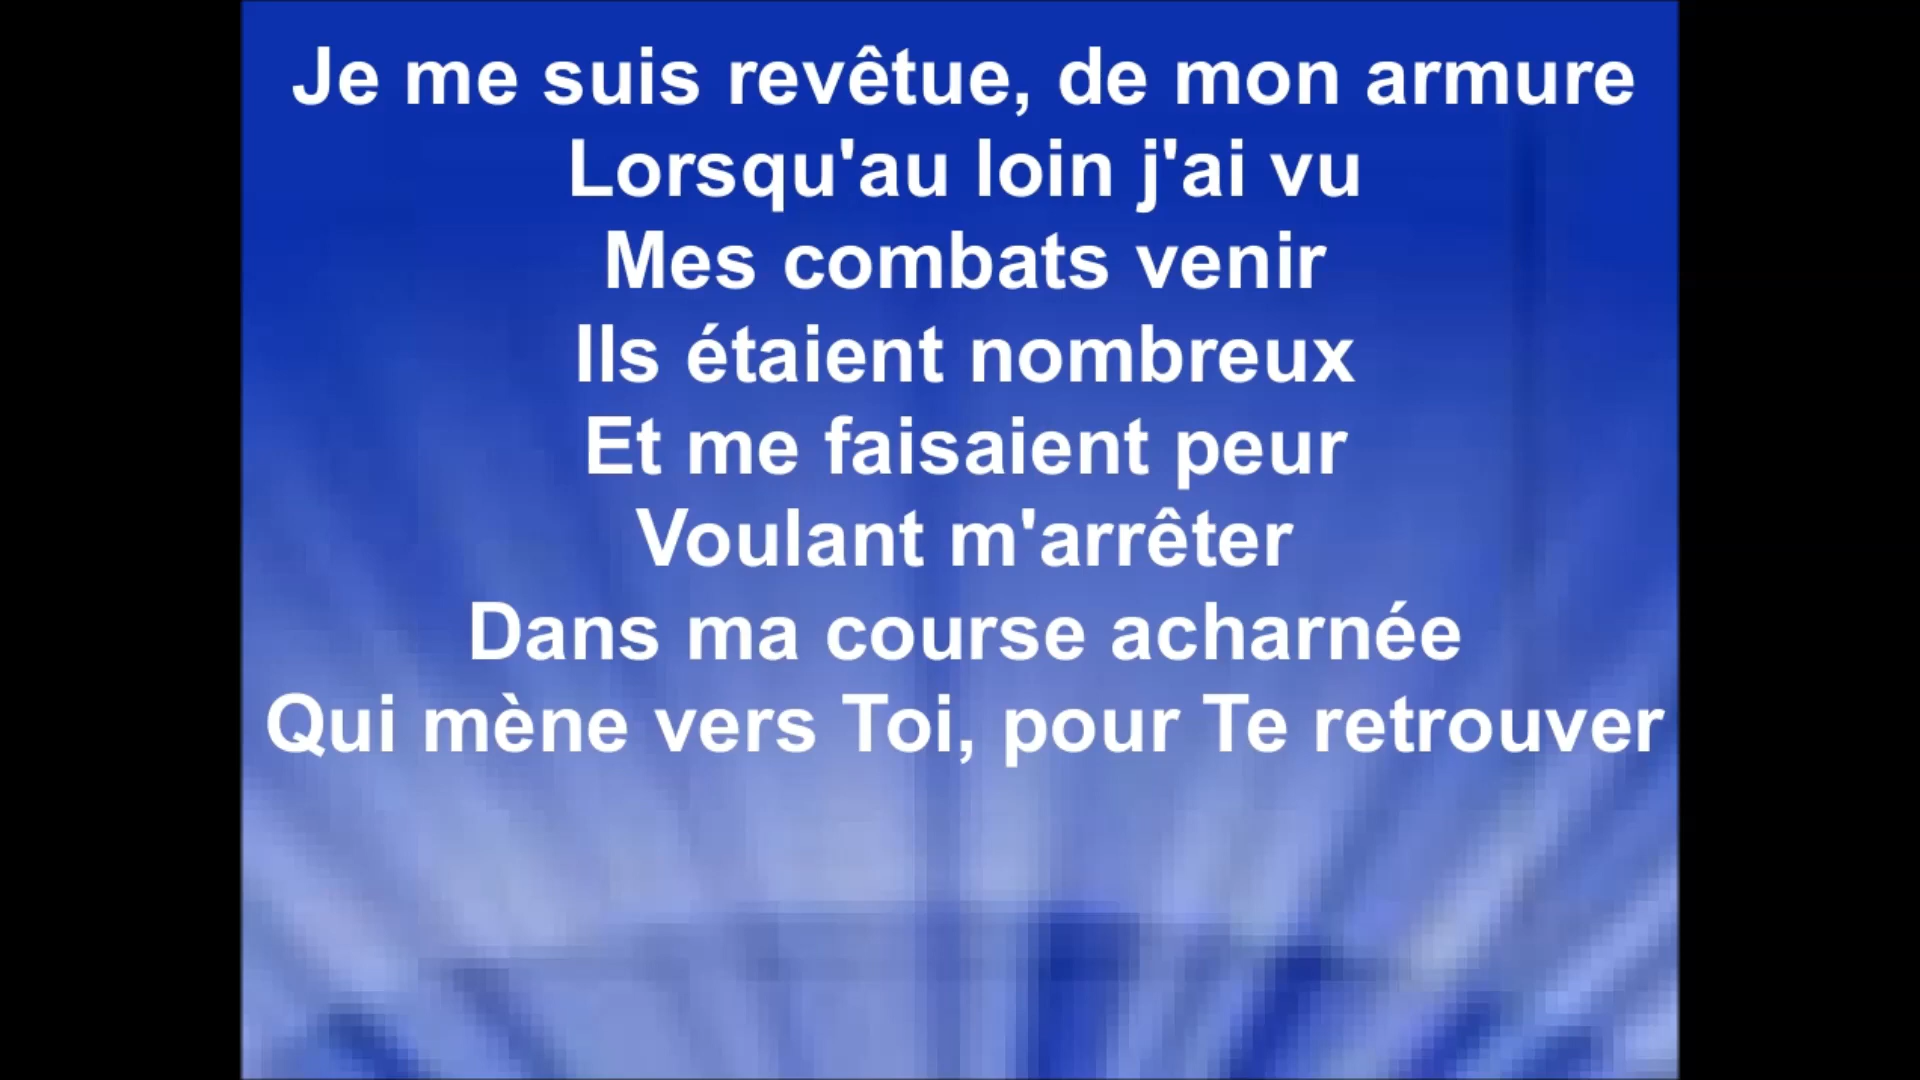 Je me suis revêtue, de mon armure
Lorsqu'au loin j'ai vu
Mes combats venir
Ils étaient nombreux
Et me faisaient peur
Voulant m'arrêter
Dans ma course acharnée
Qui mène vers Toi, pour Te retrouver